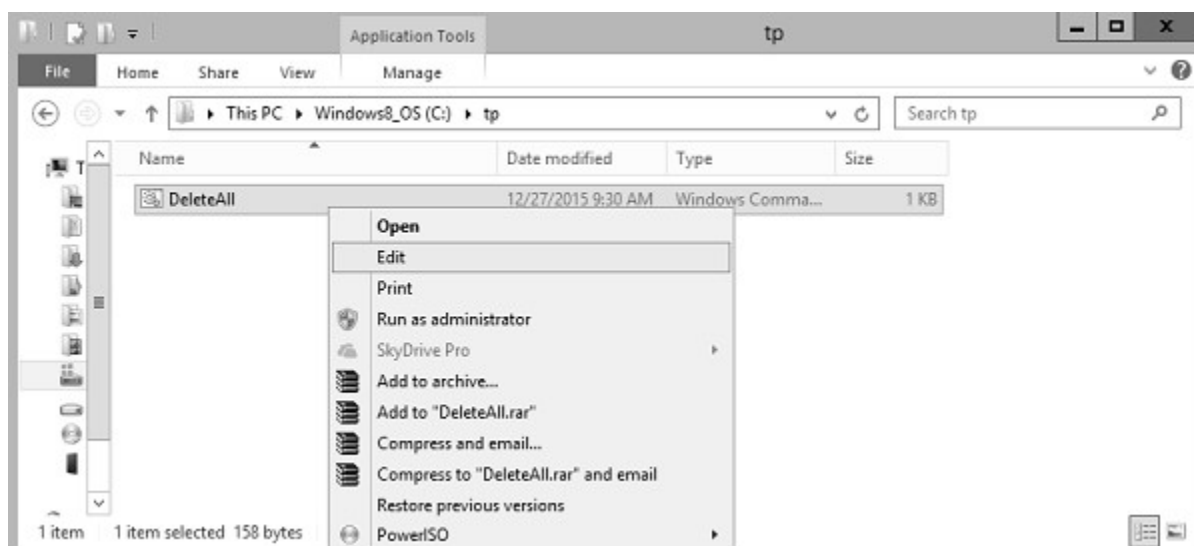 Application Tools
tp
File
Home
Share
View
Manage
This PC
Windows8_OS (C:)
tp
Search tp
T
Name
Date modified
Type
Size
DeleteAll
12/27/2015 9:30 AM
Windows Comma...
1 KB
Open
Edit
Print
Run as administrator
SkyDrive Pro
Add to archive...
Add to "DeleteAll.rar"
Compress and email...
Compress to "DeleteAll.rar" and email
Restore previous versions
PowerISO
1 item
1 item selected 158 bytes